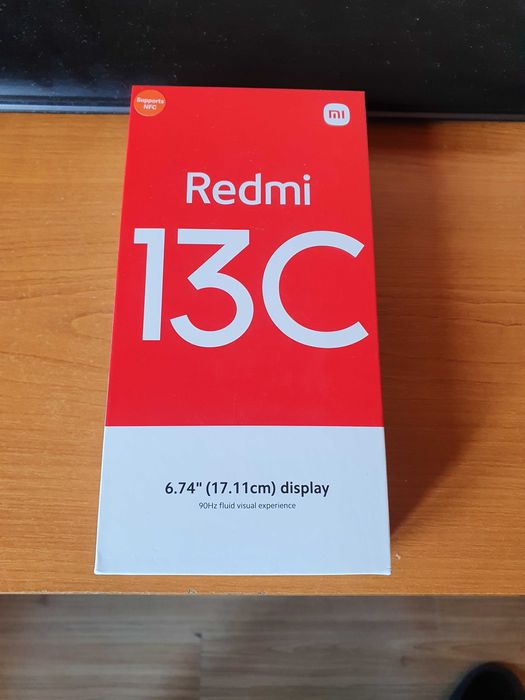 Supports
NFC
mi
Redmi
13C
6.74" (17.11cm) display
90Hz fluid visual experience